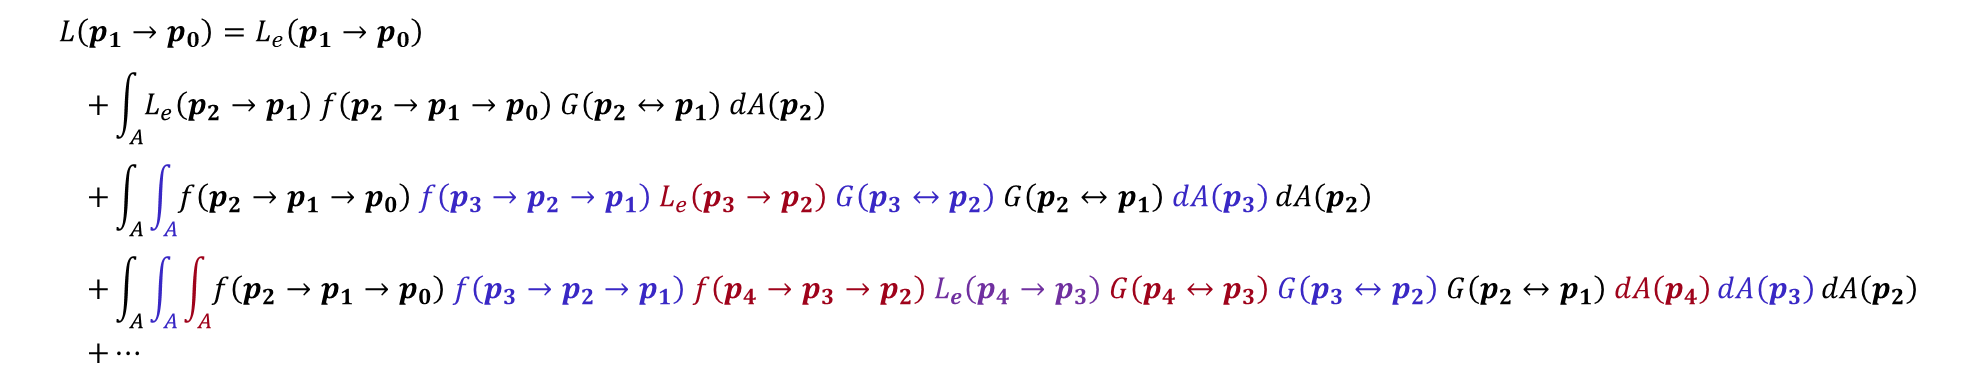 L(p₁ → p₀) = Lₑ(p₁ → p₀)
+ ∫_A Lₑ(p₂ → p₁) f(p₂ → p₁ → p₀) G(p₂ ↔ p₁) dA(p₂)
+ ∫_A ∫_A f(p₂ → p₁ → p₀) f(p₃ → p₂ → p₁) Lₑ(p₃ → p₂) G(p₃ ↔ p₂) G(p₂ ↔ p₁) dA(p₃) dA(p₂)
+ ∫_A ∫_A ∫_A f(p₂ → p₁ → p₀) f(p₃ → p₂ → p₁) f(p₄ → p₃ → p₂) Lₑ(p₄ → p₃) G(p₄ ↔ p₃) G(p₃ ↔ p₂) G(p₂ ↔ p₁) dA(p₄) dA(p₃) dA(p₂)
+ ⋯